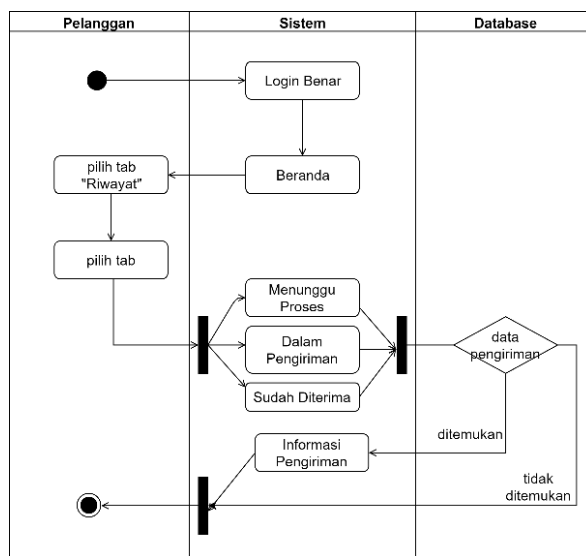 Pelanggan
Sistem
Database
Login Benar
pilih tab
"Riwayat"
Beranda
pilih tab
Menunggu
Proses
Dalam
Pengiriman
Sudah Diterima
data
pengiriman
ditemukan
Informasi
Pengiriman
tidak
ditemukan